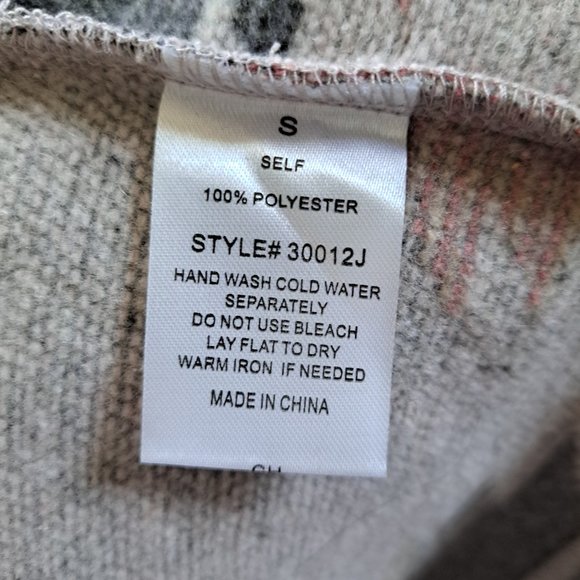 S
SELF
100% POLYESTER
STYLE# 30012J
HAND WASH COLD WATER
SEPARATELY
DO NOT USE BLEACH
LAY FLAT TO DRY
WARM IRON IF NEEDED
MADE IN CHINA